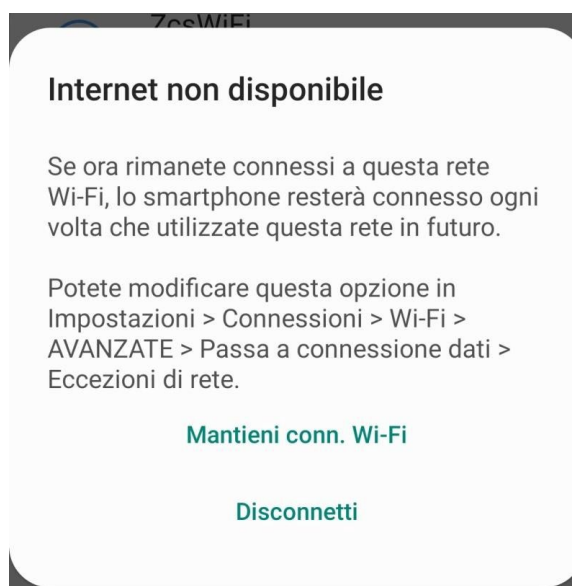 ZcsWiFi
Internet non disponibile
Se ora rimanete connessi a questa rete
Wi-Fi, lo smartphone resterà connesso ogni
volta che utilizzate questa rete in futuro.
Potete modificare questa opzione in
Impostazioni > Connessioni > Wi-Fi >
AVANZATE > Passa a connessione dati >
Eccezioni di rete.
Mantieni conn. Wi-Fi
Disconnetti